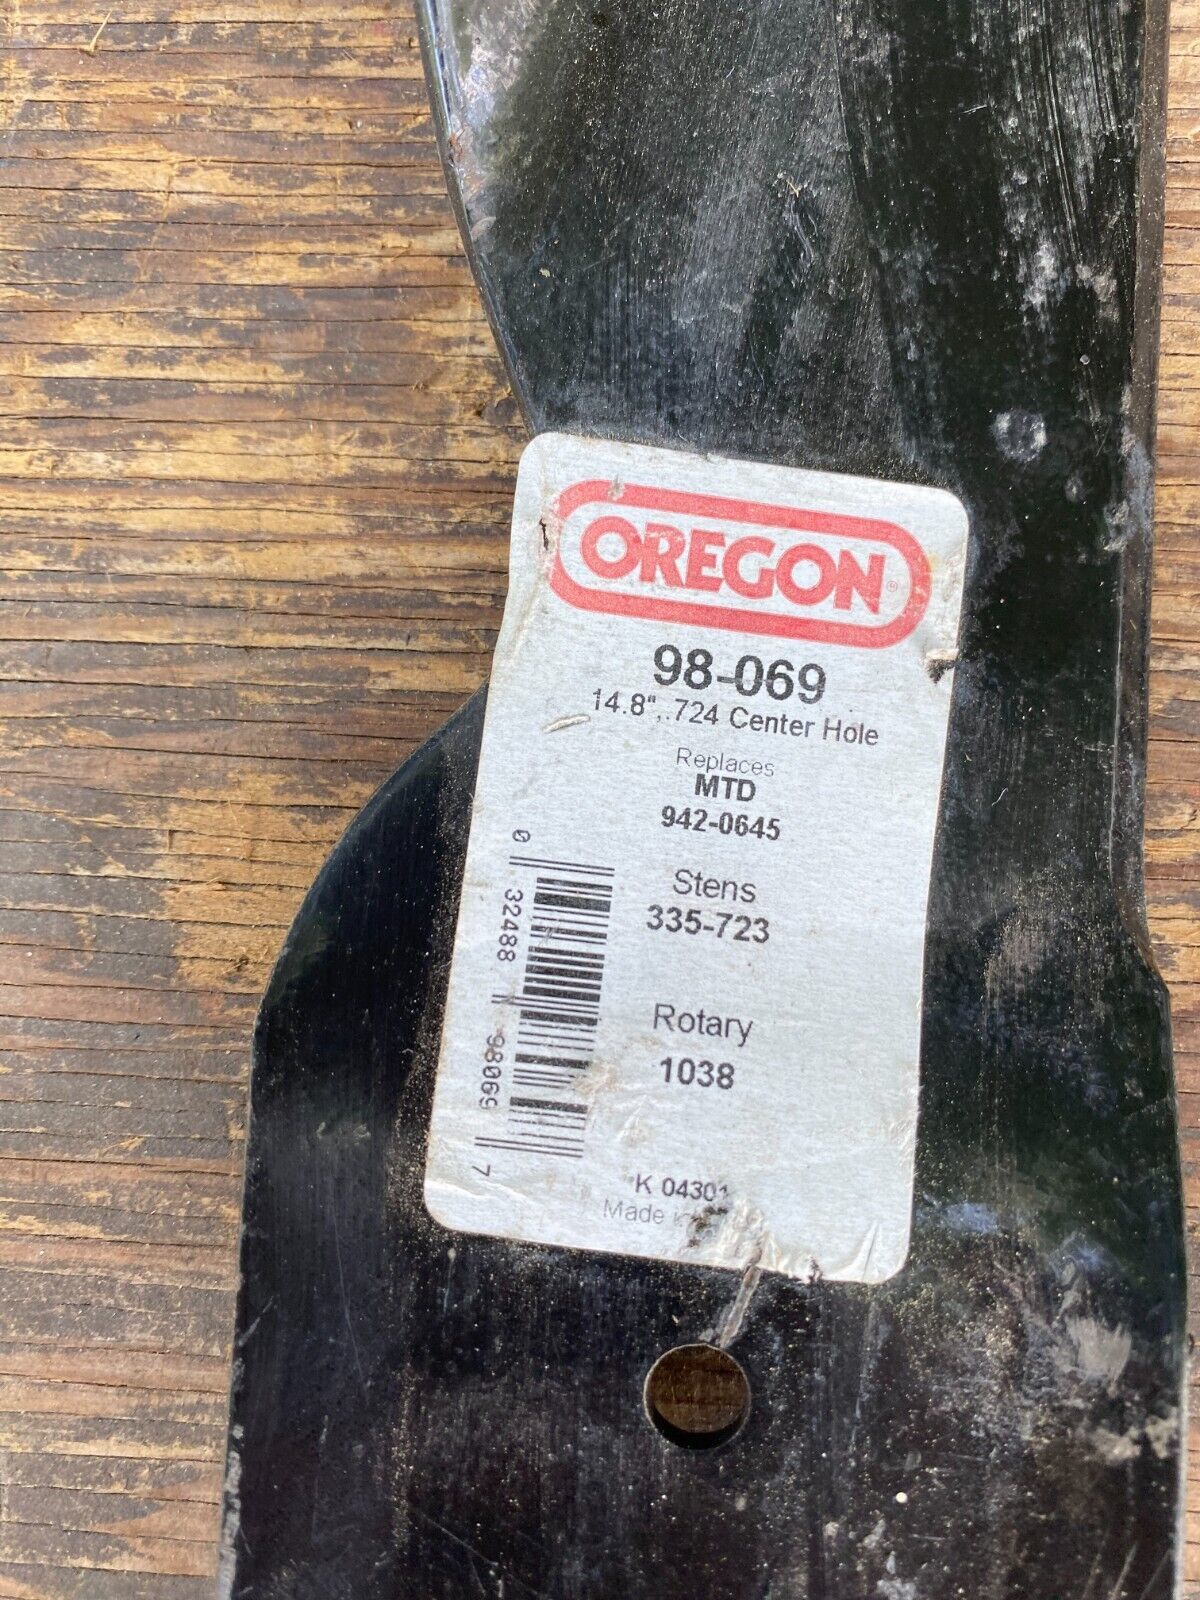 OREGON®
98-069
14.8", .724 Center Hole
Replaces
MTD
942-0645
Stens
335-723
Rotary
1038
K 04301
Made
0 32488 98069 7